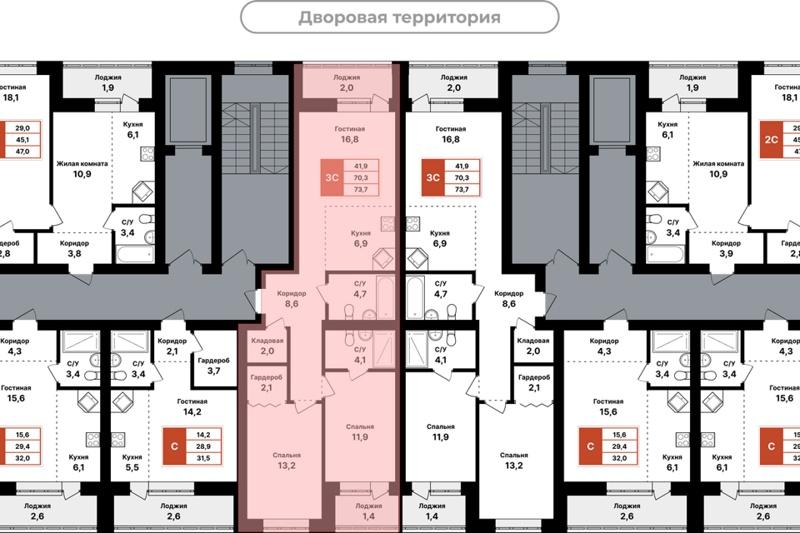 Дворовая территория
Гостиная
18,1
29,0
45,1
47,0
Лоджия
1,9
Кухня
6,1
Жилая комната
10,9
С/У
3,4
Коридор
3,8
2,8
Лоджия
2,0
Гостиная
16,8
3С
41,9
70,3
73,7
Кухня
6,9
С/У
4,7
Коридор
8,6
Кладовая
2,0
С/У
4,1
Гардероб
2,1
Спальня
11,9
Спальня
13,2
Лоджия
1,4
Лоджия
2,0
Гостиная
16,8
3С
41,9
70,3
73,7
Кухня
6,9
С/У
4,7
Коридор
8,6
Кладовая
2,0
С/У
4,1
Гардероб
2,1
Спальня
11,9
Спальня
13,2
Лоджия
1,4
Лоджия
1,9
Кухня
6,1
Жилая комната
10,9
С/У
3,4
Коридор
3,9
Гостиная
18,1
2С
2,8
Коридор
4,3
С/У
3,4
Гостиная
15,6
15,6
29,4
32,0
Кухня
6,1
Лоджия
2,6
Коридор
2,1
С/У
3,4
Гардероб
3,7
Гостиная
14,2
С
14,2
28,9
31,5
Кухня
5,5
Лоджия
2,6
Коридор
4,3
С/У
3,4
Гостиная
15,6
С
15,6
29,4
32,0
Кухня
6,1
Лоджия
2,6
Коридор
4,3
С/У
3,4
Гостиная
15,6
С
Кухня
6,1
Лоджия
2,6